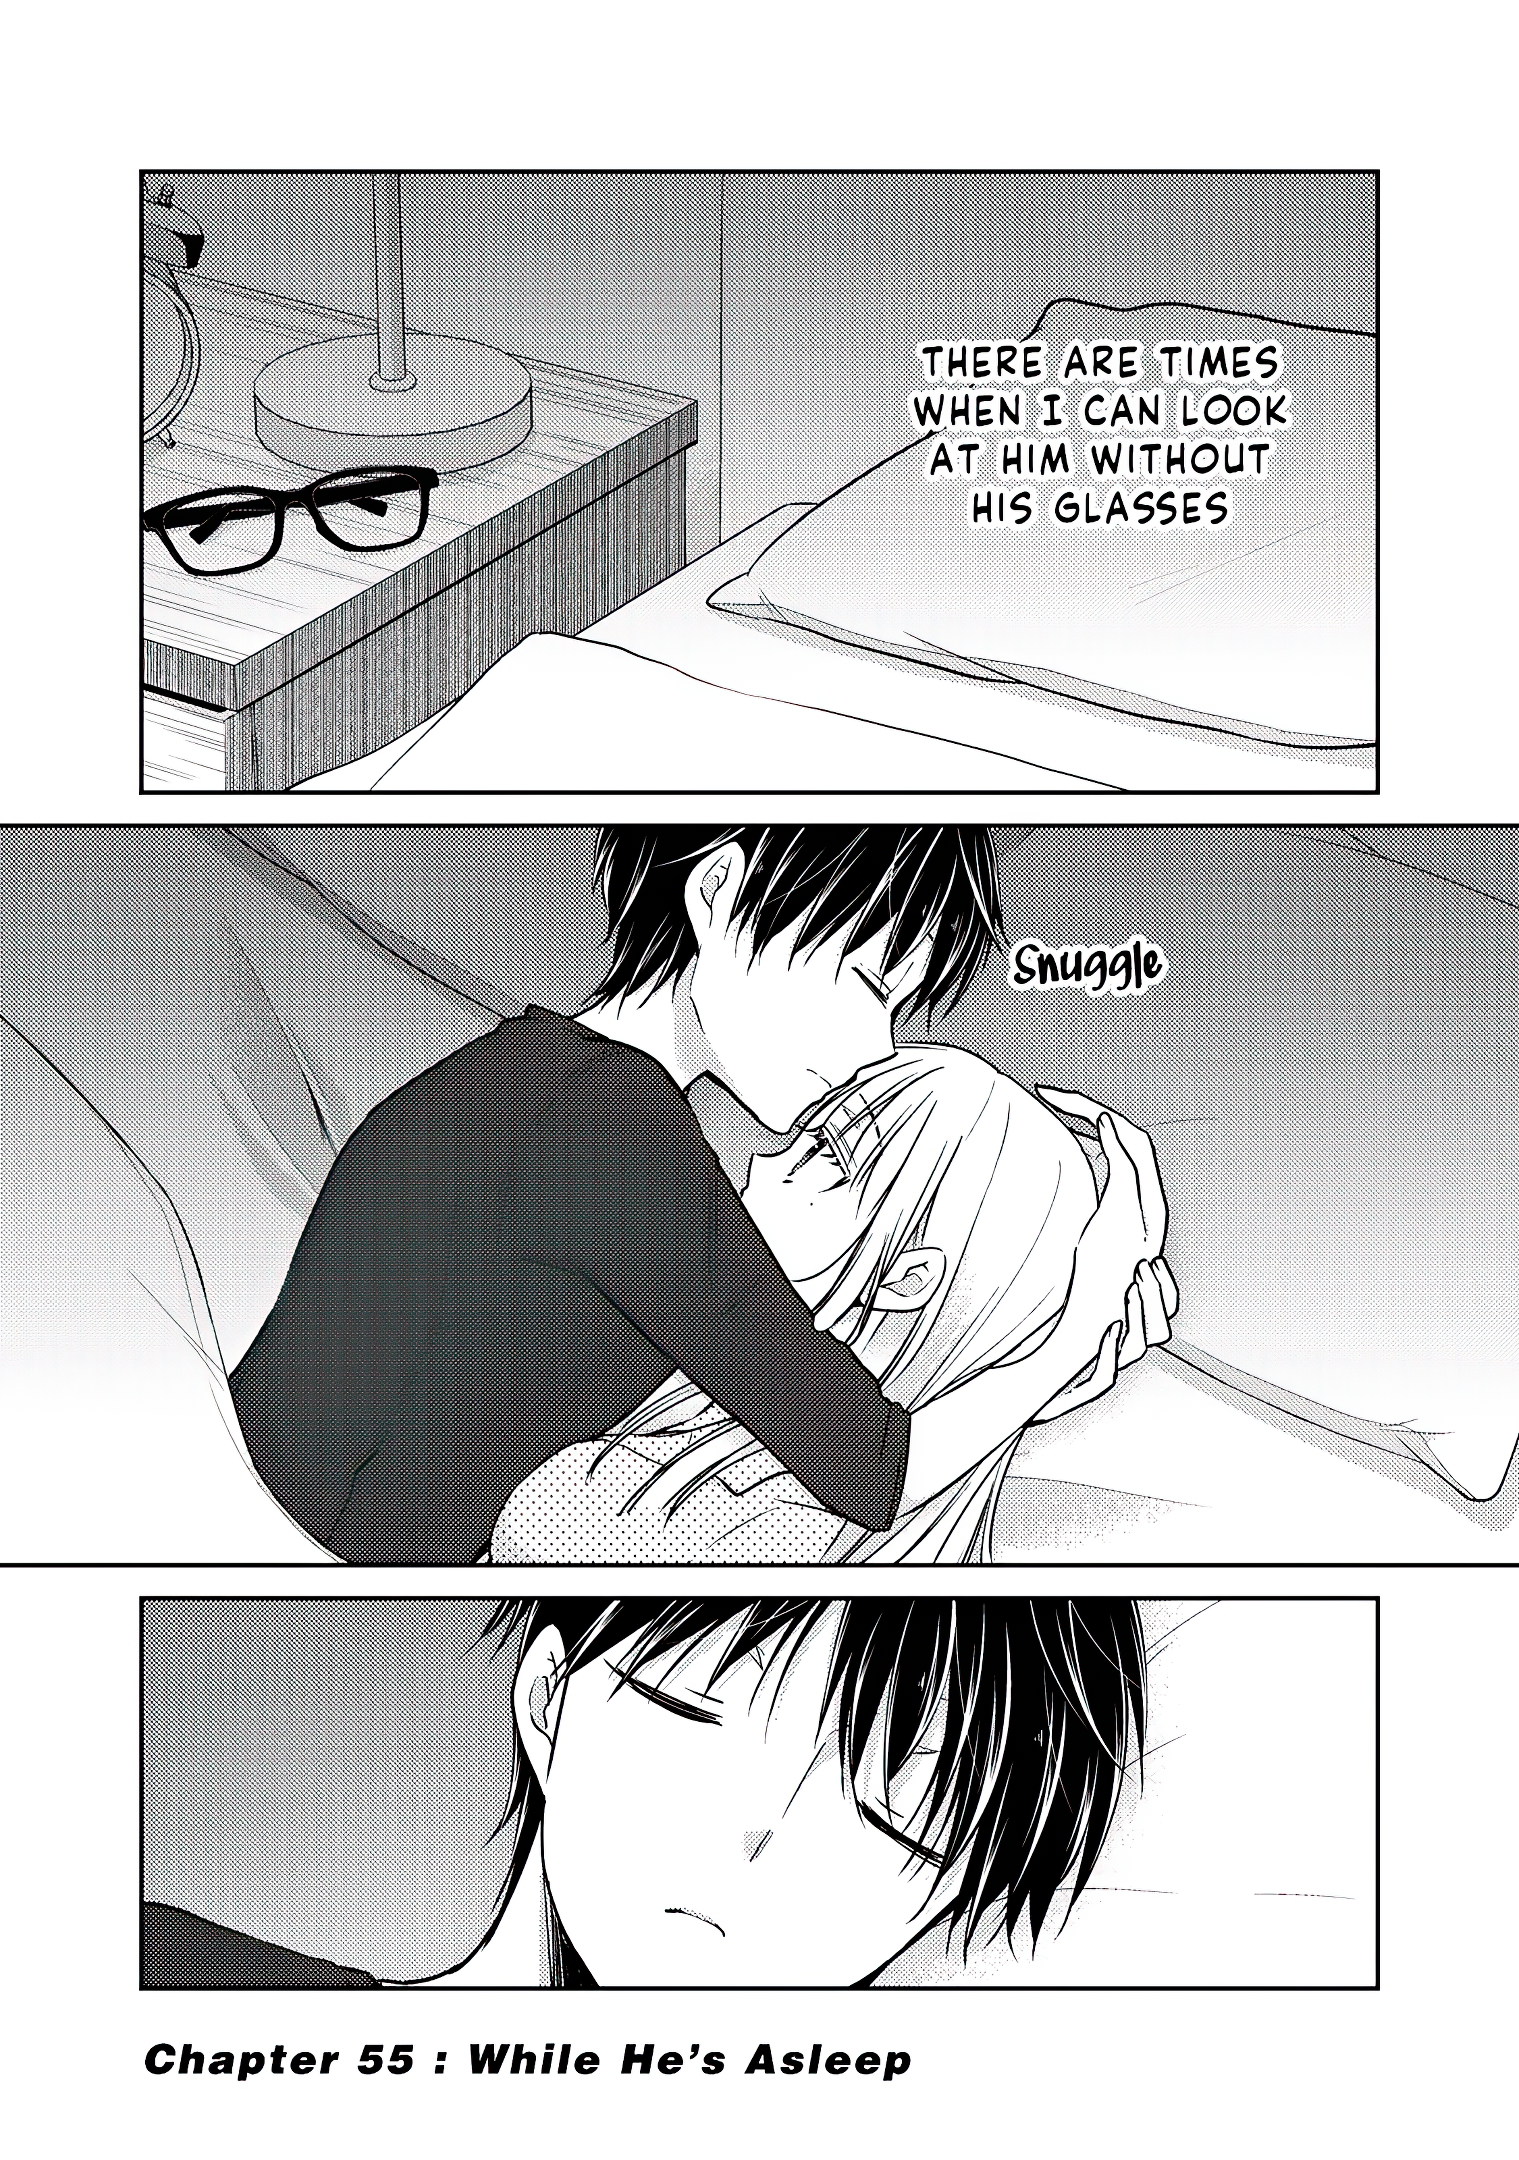 THERE ARE TIMES
WHEN I CAN LOOK
AT HIM WITHOUT
HIS GLASSES
Snuggle
Chapter 55 : While He's Asleep